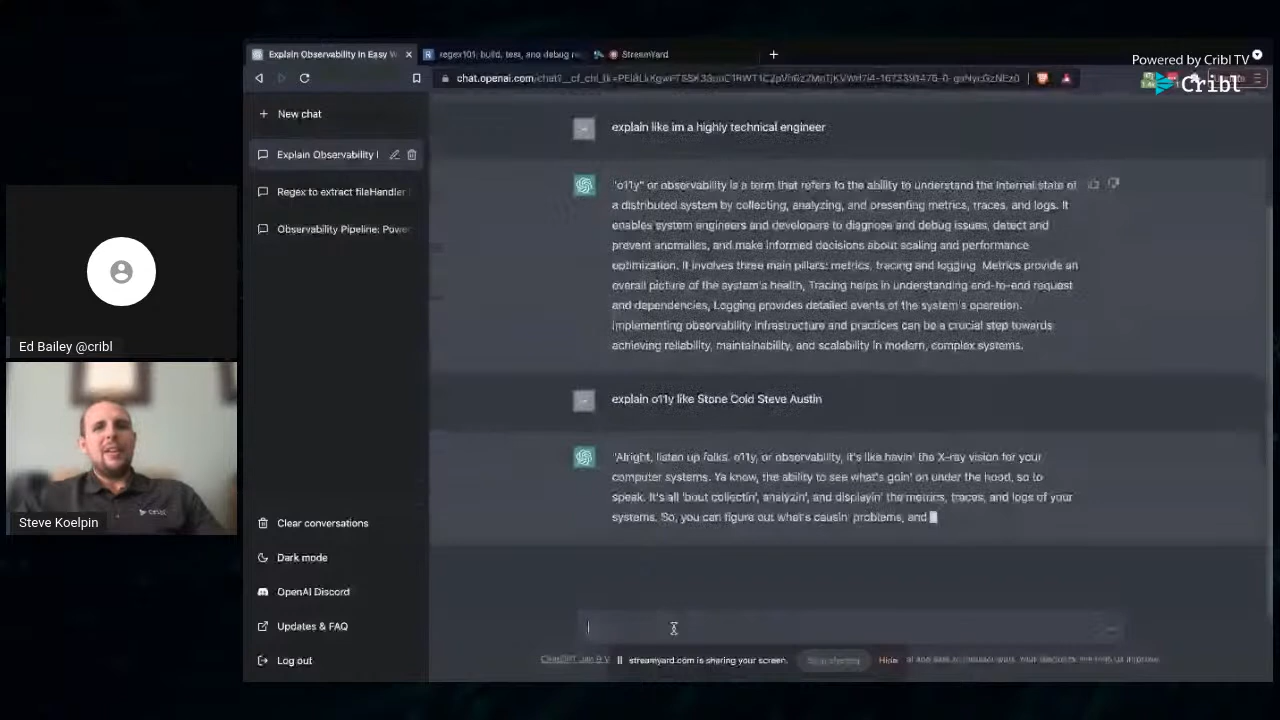 Explain Observability in Easy W
regex101: build, test, and debug re
StreamYard
Powered by Cribl TV
Cribl
New chat
Explain Observability I
Regex to extract fileHandler
Observability Pipeline: Power
Clear conversations
Dark mode
OpenAI Discord
Updates & FAQ
Log out
Ed Bailey @cribl
Steve Koelpin
explain like im a highly technical engineer
"o11y" or observability is a term that refers to the ability to understand the internal state of
a distributed system by collecting, analyzing, and presenting metrics, traces, and logs. It
enables system engineers and developers to diagnose and debug issues, detect and
prevent anomalies, and make informed decisions about scaling and performance
optimization. It involves three main pillars: metrics, tracing and logging Metrics provide an
overall picture of the system's health, Tracing helps in understanding end-to-end request
and dependencies, Logging provides detailed events of the system's operation.
Implementing observability infrastructure and practices can be a crucial step towards
achieving reliability, maintainability, and scalability in modern, complex systems.
explain o11y like Stone Cold Steve Austin
"Alright, listen up folks. o11y, or observability, it's like havin' the X-ray vision for your
computer systems. Ya know, the ability to see what's goin' on under the hood, so to
speak. It's all 'bout collectin', analyzin', and displayin' the metrics, traces, and logs of your
systems. So, you can figure out what's causin' problems, and
streamyard.com is sharing your screen.
Stop sharing
Hide